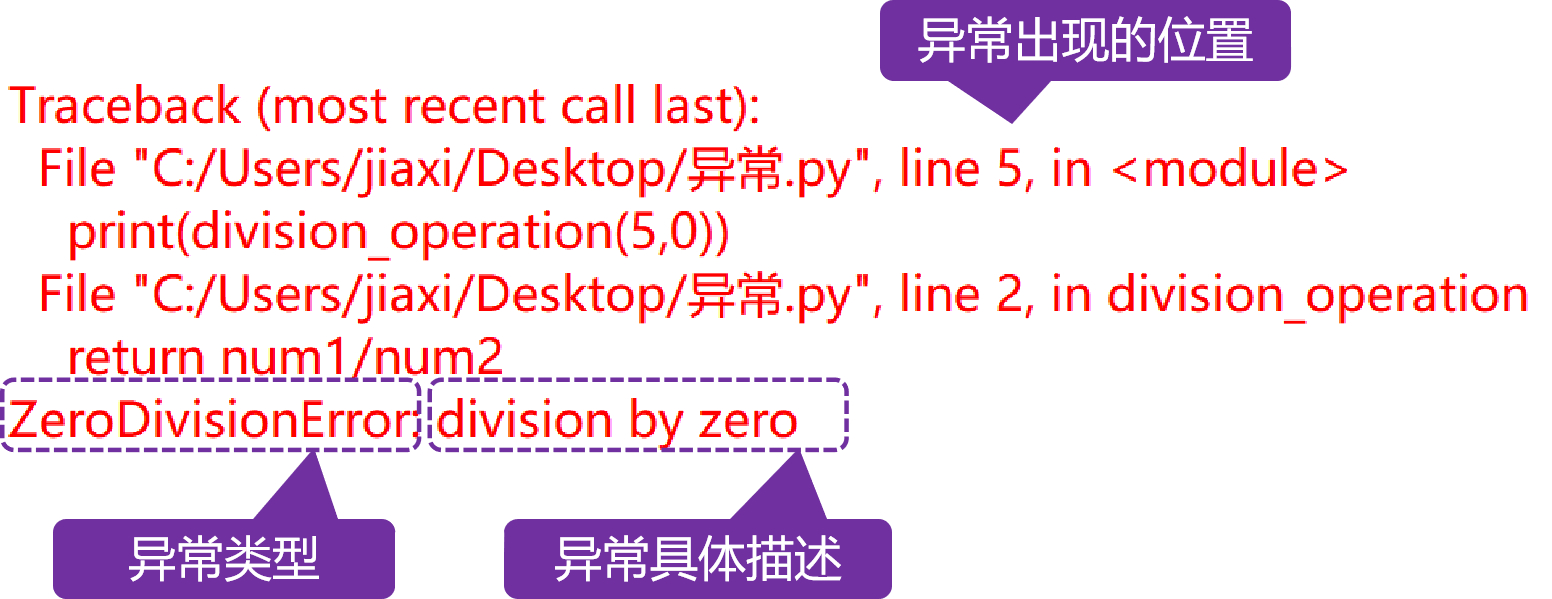 异常出现的位置
Traceback (most recent call last):
File "C:/Users/jiaxi/Desktop/异常.py", line 5, in <module>
print(division_operation(5,0))
File "C:/Users/jiaxi/Desktop/异常.py", line 2, in division_operation
return num1/num2
ZeroDivisionError: division by zero
异常类型
异常具体描述